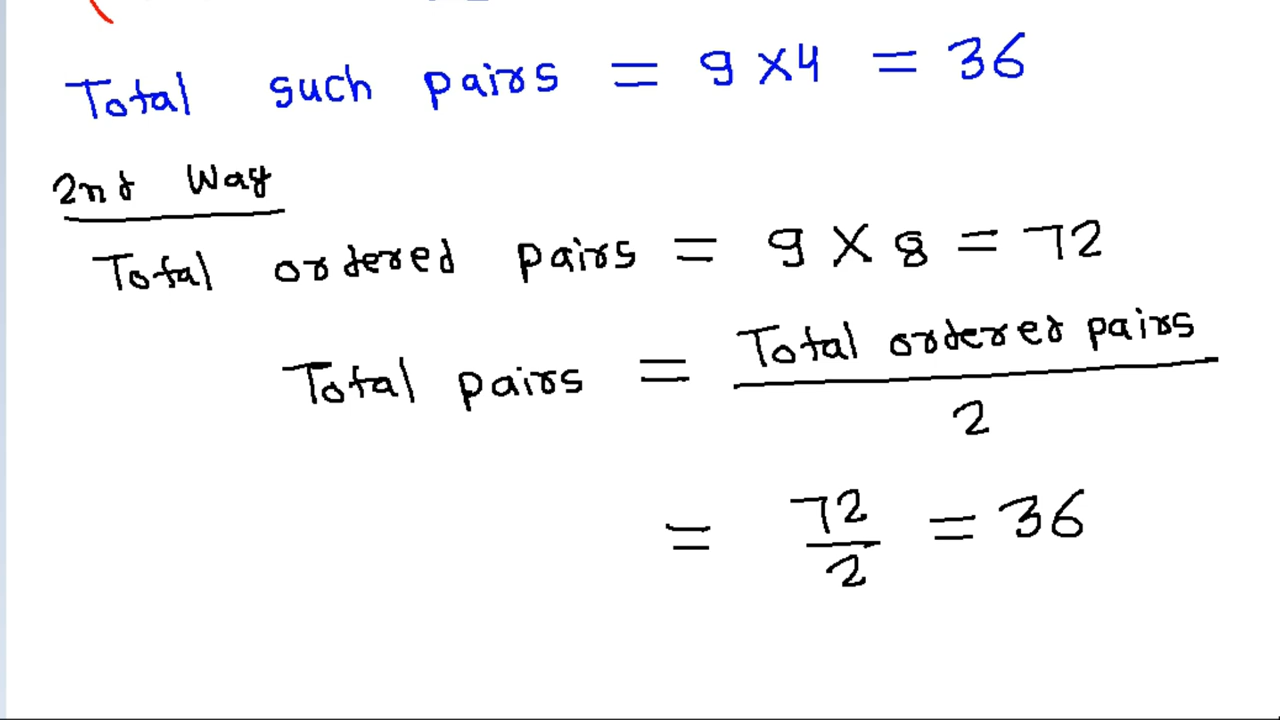 Total such pairs = 9 × 4 = 36
2nd Way
Total ordered pairs = 9 × 8 = 72
Total pairs = Total ordered pairs / 2
= 72 / 2 = 36